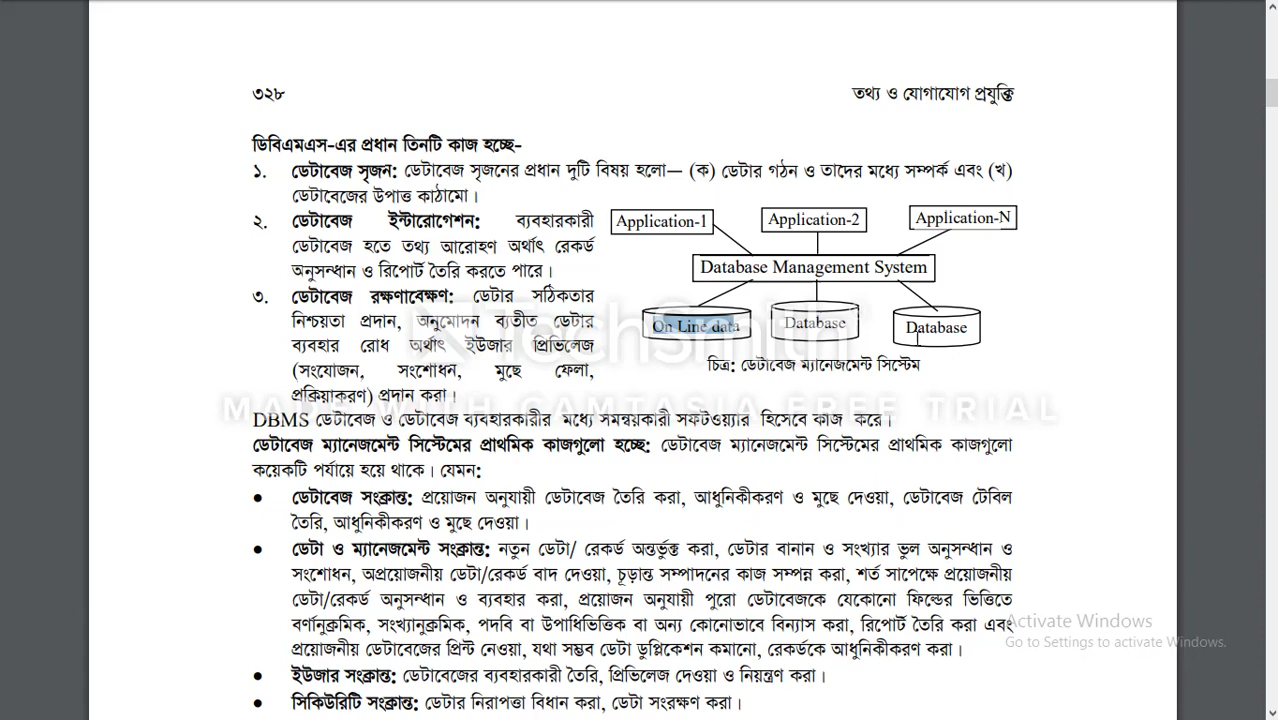 ৩২৮
তথ্য ও যোগাযোগ প্রযুক্তি
ডিবিএমএস-এর প্রধান তিনটি কাজ হচ্ছে-
১. ডেটাবেজ সৃজন: ডেটাবেজ সৃজনের প্রধান দুটি বিষয় হলো— (ক) ডেটার গঠন ও তাদের মধ্যে সম্পর্ক এবং (খ)
ডেটাবেজের উপাত্ত কাঠামো।
২. ডেটাবেজ ইন্টারোগেশন: ব্যবহারকারী
ডেটাবেজ হতে তথ্য আরোহণ অর্থাৎ রেকর্ড
অনুসন্ধান ও রিপোর্ট তৈরি করতে পারে।
৩. ডেটাবেজ রক্ষণাবেক্ষণ: ডেটার সঠিকতার
নিশ্চয়তা প্রদান, অনুমোদন ব্যতীত ডেটার
ব্যবহার রোধ অর্থাৎ ইউজার প্রিভিলেজ
(সংযোজন, সংশোধন, মুছে ফেলা,
প্রক্রিয়াকরণ) প্রদান করা।
Application-1
Application-2
Application-N
Database Management System
On Line data
Database
Database
চিত্র: ডেটাবেজ ম্যানেজমেন্ট সিস্টেম
TechSmith
MADE WITH CAMTASIA FREE TRIAL
DBMS ডেটাবেজ ও ডেটাবেজ ব্যবহারকারীর মধ্যে সমন্বয়কারী সফটওয়্যার হিসেবে কাজ করে।
ডেটাবেজ ম্যানেজমেন্ট সিস্টেমের প্রাথমিক কাজগুলো হচ্ছে: ডেটাবেজ ম্যানেজমেন্ট সিস্টেমের প্রাথমিক কাজগুলো
কয়েকটি পর্যায়ে হয়ে থাকে। যেমন:
• ডেটাবেজ সংক্রান্ত: প্রয়োজন অনুযায়ী ডেটাবেজ তৈরি করা, আধুনিকীকরণ ও মুছে দেওয়া, ডেটাবেজ টেবিল
তৈরি, আধুনিকীকরণ ও মুছে দেওয়া।
• ডেটা ও ম্যানেজমেন্ট সংক্রান্ত: নতুন ডেটা/ রেকর্ড অন্তর্ভুক্ত করা, ডেটার বানান ও সংখ্যার ভুল অনুসন্ধান ও
সংশোধন, অপ্রয়োজনীয় ডেটা/রেকর্ড বাদ দেওয়া, চূড়ান্ত সম্পাদনের কাজ সম্পন্ন করা, শর্ত সাপেক্ষে প্রয়োজনীয়
ডেটা/রেকর্ড অনুসন্ধান ও ব্যবহার করা, প্রয়োজন অনুযায়ী পুরো ডেটাবেজকে যেকোনো ফিল্ডের ভিত্তিতে
বর্ণানুক্রমিক, সংখ্যানুক্রমিক, পদবি বা উপাধিভিত্তিক বা অন্য কোনোভাবে বিন্যাস করা, রিপোর্ট তৈরি করা এবং
প্রয়োজনীয় ডেটাবেজের প্রিন্ট নেওয়া, যথা সম্ভব ডেটা ডুপ্লিকেশন কমানো, রেকর্ডকে আধুনিকীকরণ করা।
• ইউজার সংক্রান্ত: ডেটাবেজের ব্যবহারকারী তৈরি, প্রিভিলেজ দেওয়া ও নিয়ন্ত্রণ করা।
• সিকিউরিটি সংক্রান্ত: ডেটার নিরাপত্তা বিধান করা, ডেটা সংরক্ষণ করা।
Activate Windows
Go to Settings to activate Windows.